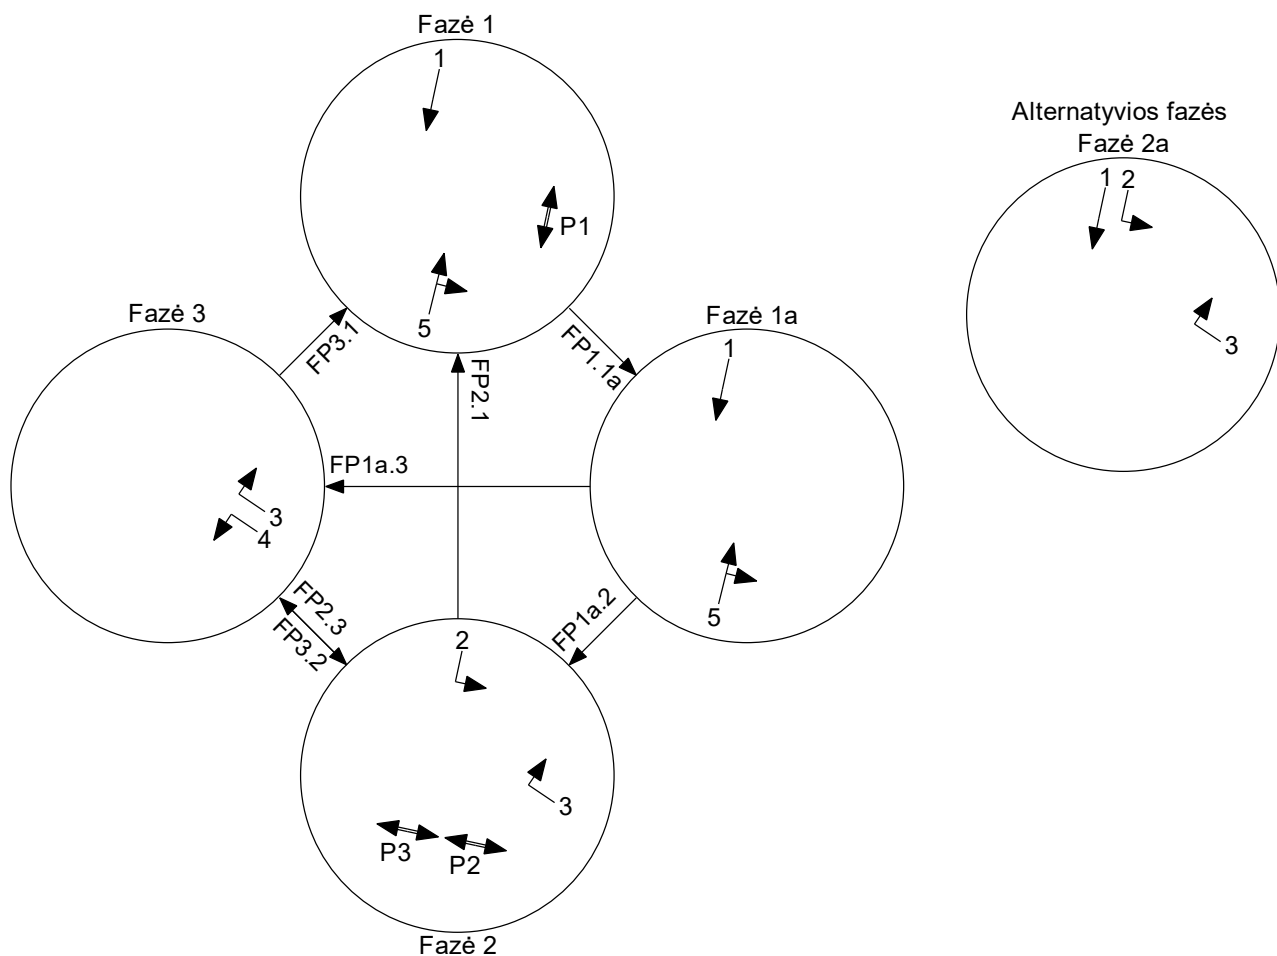 Fazė 1
1
P1
5
Alternatyvios fazės
Fazė 2a
1 2
3
Fazė 3
3
4
FP3.1
FP2.1
FP1.1a
Fazė 1a
1
5
FP1a.3
FP2.3
FP3.2
FP1a.2
2
3
P3
P2
Fazė 2